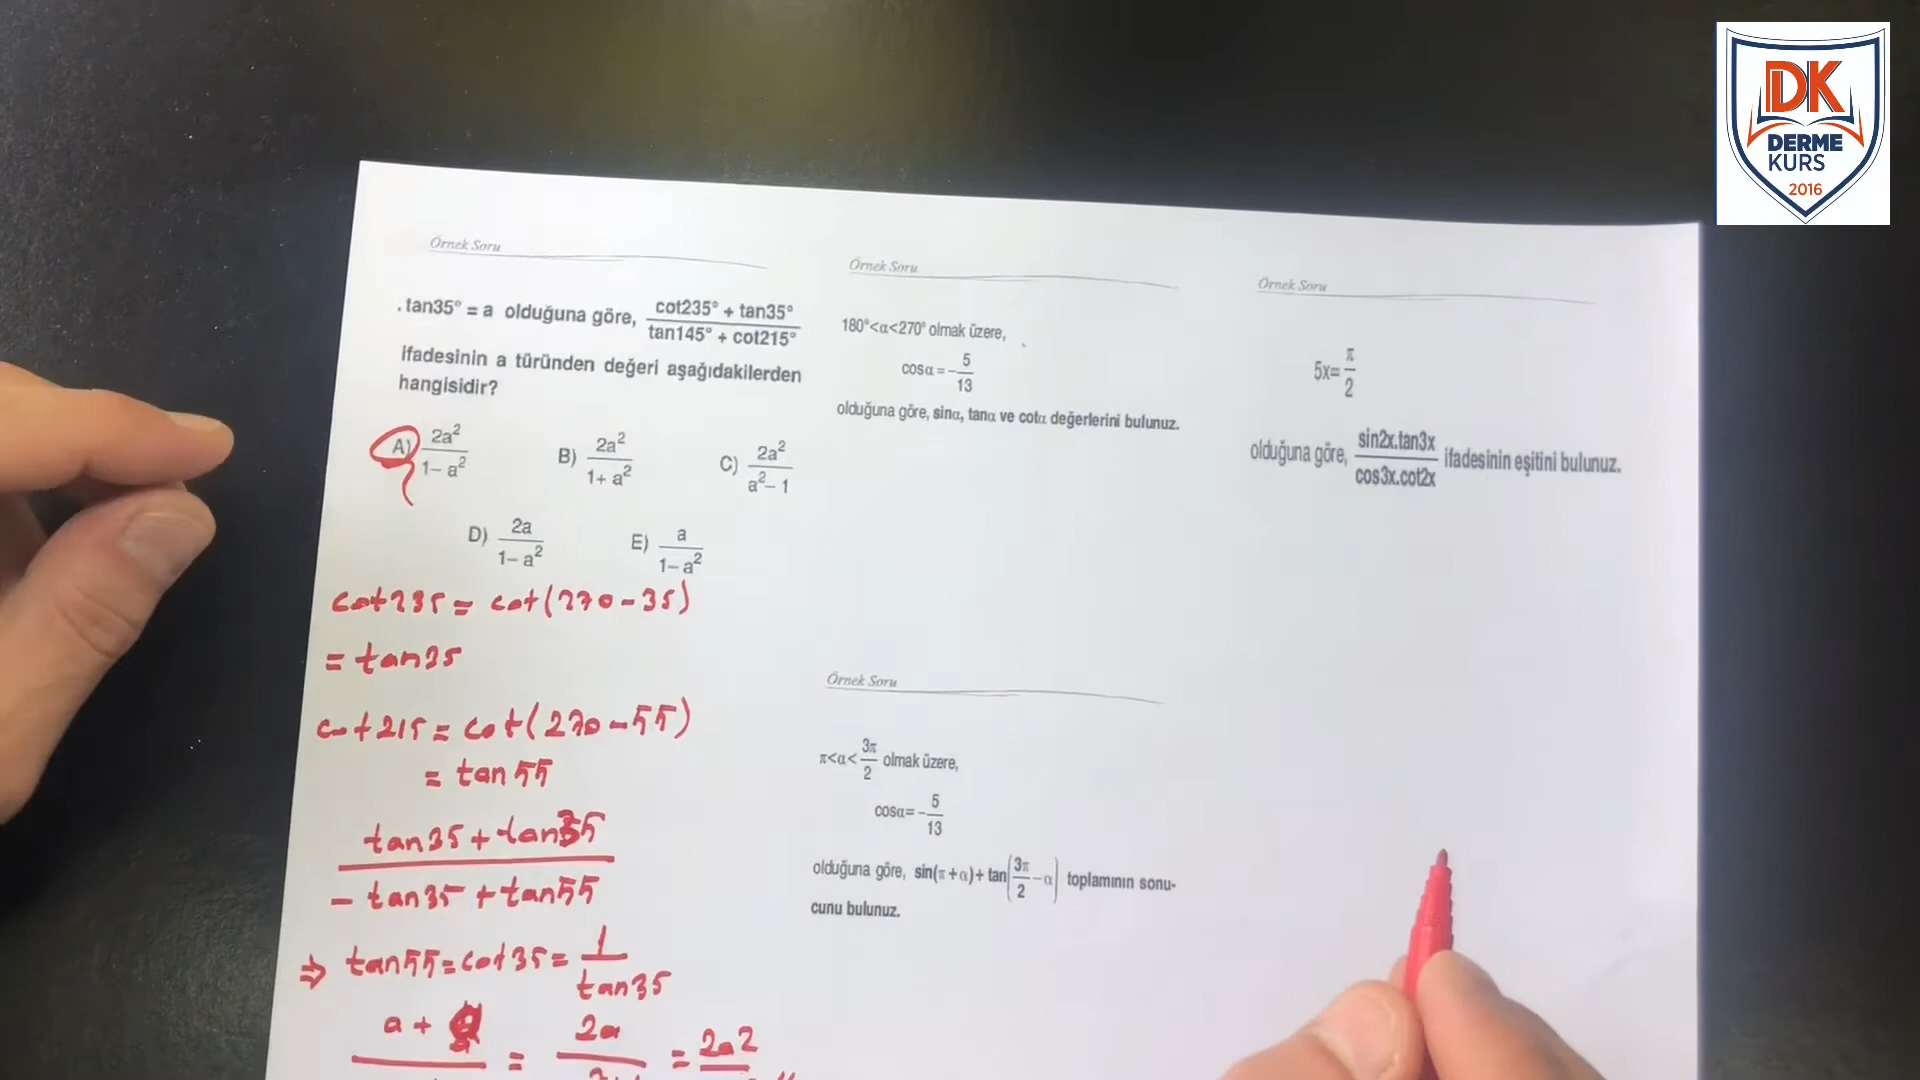 DK
DERME
KURS
2016
Örnek Soru
.tan35° = a olduğuna göre, cot235° + tan35° / tan145° + cot215°
ifadesinin a türünden değeri aşağıdakilerden
hangisidir?
A) 2a² / 1– a² B) 2a² / 1+ a² C) 2a² / a²– 1
D) 2a / 1– a² E) a / 1– a²
cot235 = cot(270-35)
= tan35
cot215 = cot(270-55)
= tan55
tan35 + tan35
- tan35 + tan55
⇒ tan55 = cot35 = 1 / tan35
a + = 2a = 2a2
Örnek Soru
180°<α<270° olmak üzere,
cosα = - 5 / 13
olduğuna göre, sinα, tanα ve cotα değerlerini bulunuz.
Örnek Soru
π<α< 3π / 2 olmak üzere,
cosα= - 5 / 13
olduğuna göre, sin(π+α)+tan(3π / 2 -α) toplamının sonu-
cunu bulunuz.
Örnek Soru
5x= π / 2
olduğuna göre, sin2x.tan3x / cos3x.cot2x ifadesinin eşitini bulunuz.